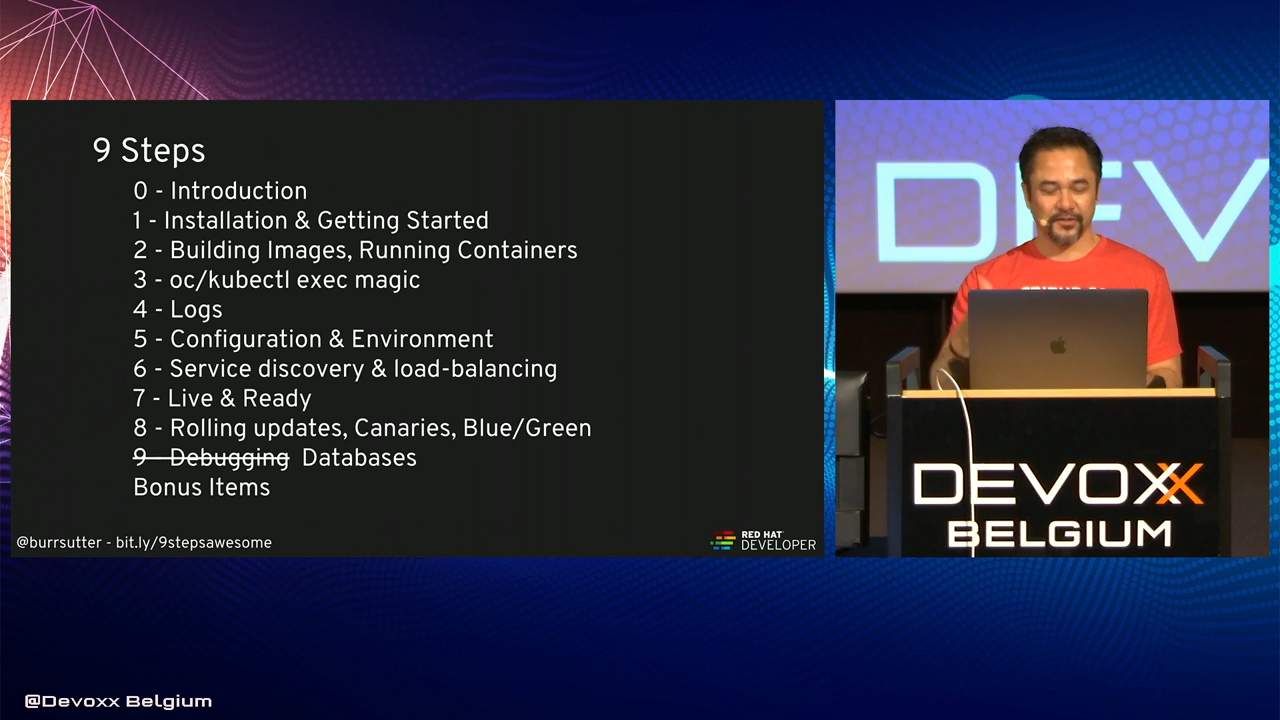 9 Steps
0 - Introduction
1 - Installation & Getting Started
2 - Building Images, Running Containers
3 - oc/kubectl exec magic
4 - Logs
5 - Configuration & Environment
6 - Service discovery & load-balancing
7 - Live & Ready
8 - Rolling updates, Canaries, Blue/Green
9 - Debugging Databases
Bonus Items
@burrsutter - bit.ly/9stepsawesome
RED HAT
DEVELOPER
DEV
DEVOXX
BELGIUM
@Devoxx Belgium